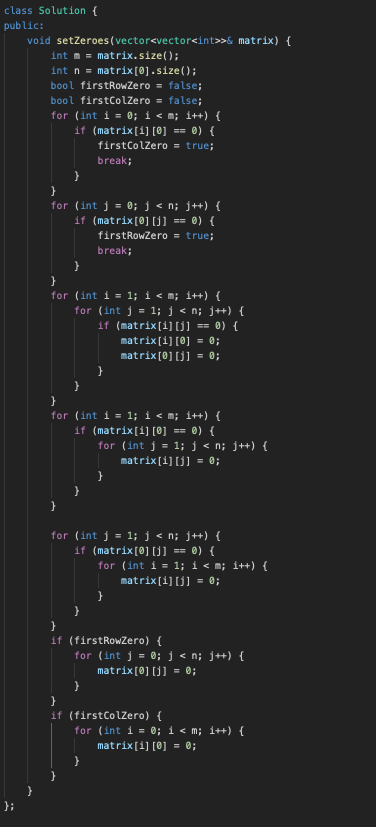 class Solution {
public:
    void setZeroes(vector<vector<int>>& matrix) {
        int m = matrix.size();
        int n = matrix[0].size();
        bool firstRowZero = false;
        bool firstColZero = false;
        for (int i = 0; i < m; i++) {
            if (matrix[i][0] == 0) {
                firstColZero = true;
                break;
            }
        }
        for (int j = 0; j < n; j++) {
            if (matrix[0][j] == 0) {
                firstRowZero = true;
                break;
            }
        }
        for (int i = 1; i < m; i++) {
            for (int j = 1; j < n; j++) {
                if (matrix[i][j] == 0) {
                    matrix[i][0] = 0;
                    matrix[0][j] = 0;
                }
            }
        }
        for (int i = 1; i < m; i++) {
            if (matrix[i][0] == 0) {
                for (int j = 1; j < n; j++) {
                    matrix[i][j] = 0;
                }
            }
        }

        for (int j = 1; j < n; j++) {
            if (matrix[0][j] == 0) {
                for (int i = 1; i < m; i++) {
                    matrix[i][j] = 0;
                }
            }
        }
        if (firstRowZero) {
            for (int j = 0; j < n; j++) {
                matrix[0][j] = 0;
            }
        }
        if (firstColZero) {
            for (int i = 0; i < m; i++) {
                matrix[i][0] = 0;
            }
        }
    }
};